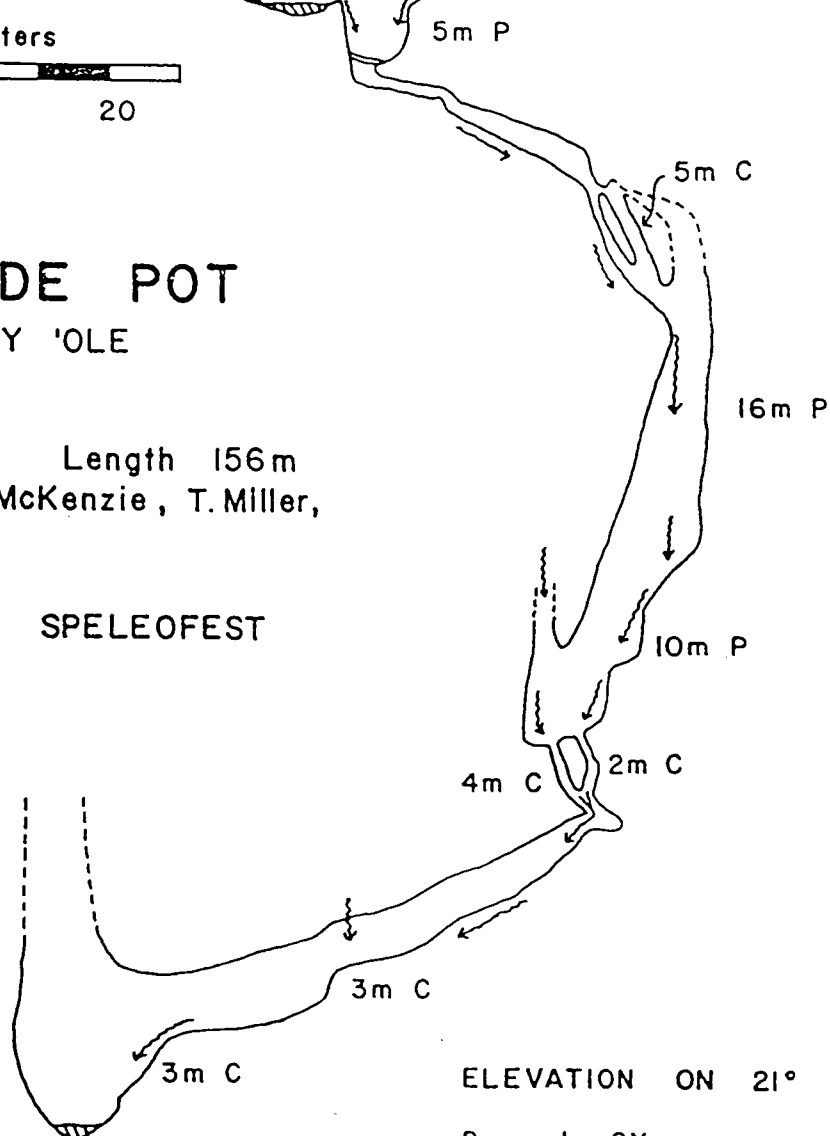 5m P
ters
20
5m C
DE POT
Y 'OLE
16m P
Length 156m
McKenzie, T. Miller,
SPELEOFEST
10m P
2m C
4m C
3m C
3m C
ELEVATION ON 21°